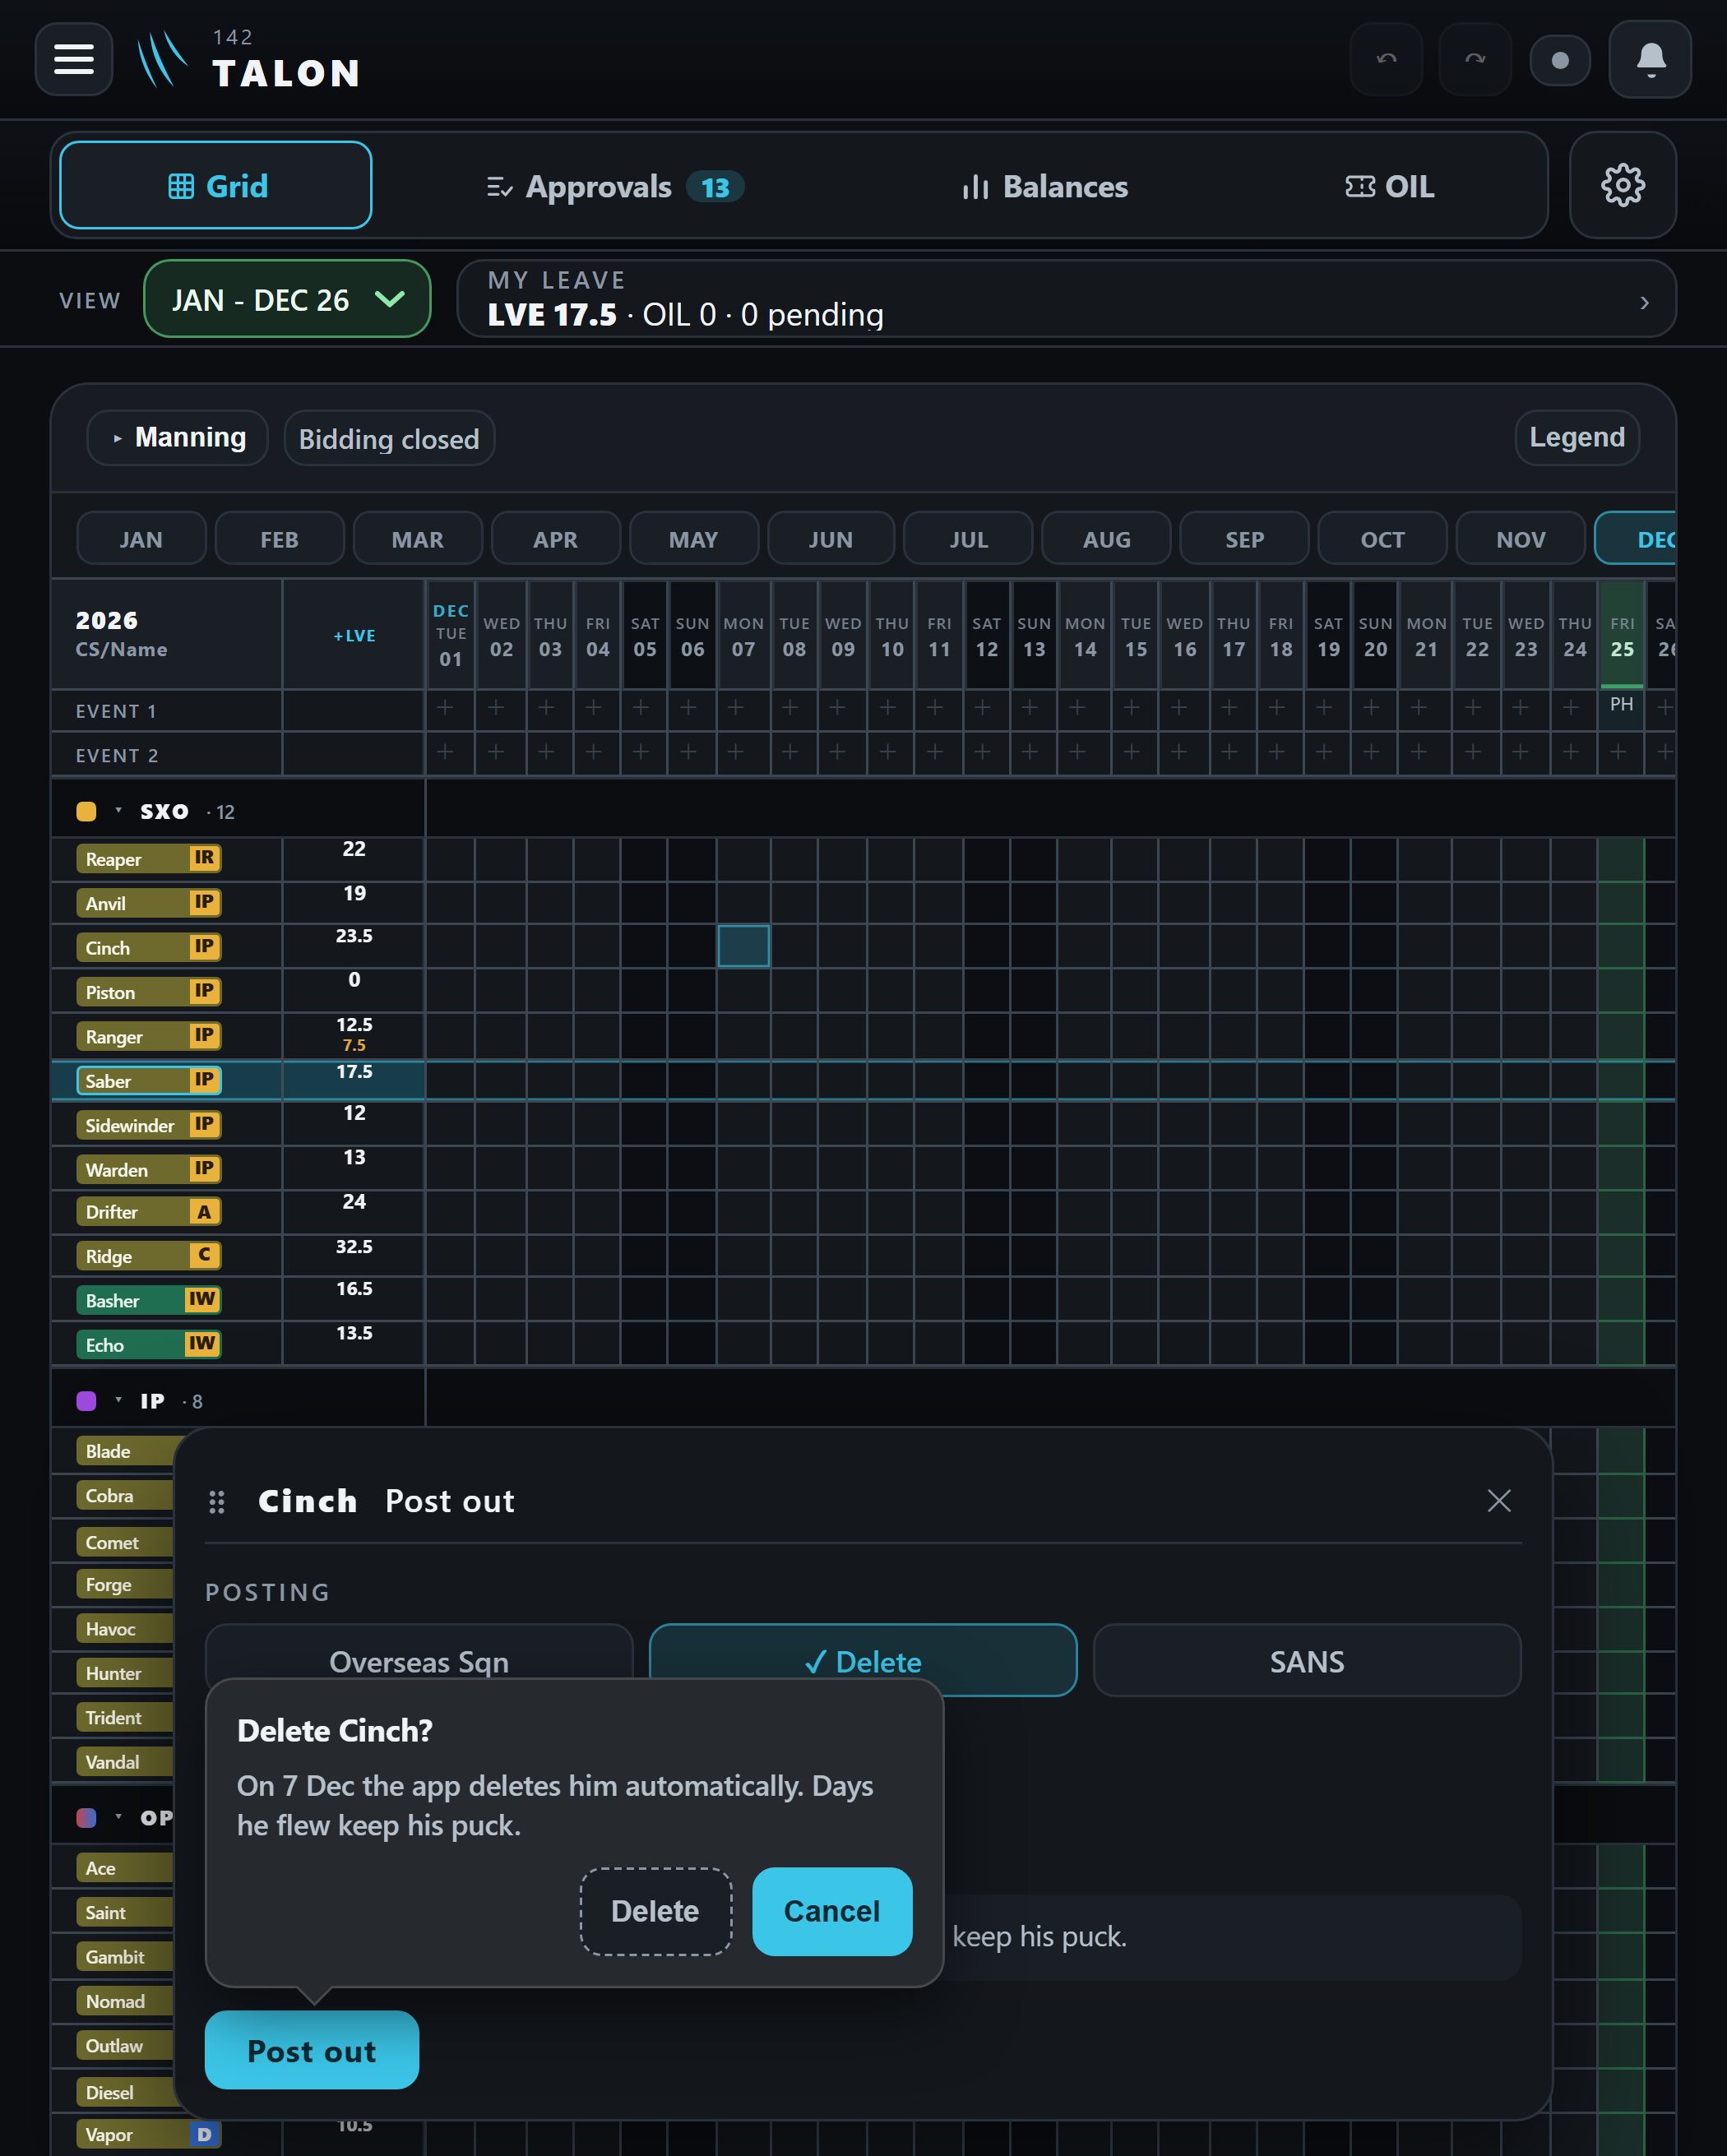 142
TALON
Grid
Approvals 13
Balances
OIL
VIEW
JAN - DEC 26
MY LEAVE
LVE 17.5 · OIL 0 · 0 pending
Manning
Bidding closed
Legend
JAN FEB MAR APR MAY JUN JUL AUG SEP OCT NOV DEC
2026
CS/Name
+LVE
DEC
TUE WED THU FRI SAT SUN MON TUE WED THU FRI SAT SUN MON TUE WED THU FRI SAT SUN MON TUE WED THU FRI SA
01 02 03 04 05 06 07 08 09 10 11 12 13 14 15 16 17 18 19 20 21 22 23 24 25 26
EVENT 1
PH
EVENT 2
SXO · 12
Reaper IR 22
Anvil IP 19
Cinch IP 23.5
Piston IP 0
Ranger IP 12.5
7.5
Saber IP 17.5
Sidewinder IP 12
Warden IP 13
Drifter A 24
Ridge C 32.5
Basher IW 16.5
Echo IW 13.5
IP · 8
Blade
Cobra
Comet
Forge
Havoc
Hunter
Trident
Vandal
OP
Ace
Saint
Gambit
Nomad
Outlaw
Diesel
Vapor D 10.5
Cinch Post out
POSTING
Overseas Sqn
✓ Delete
SANS
Delete Cinch?
On 7 Dec the app deletes him automatically. Days
he flew keep his puck.
Delete
Cancel
keep his puck.
Post out